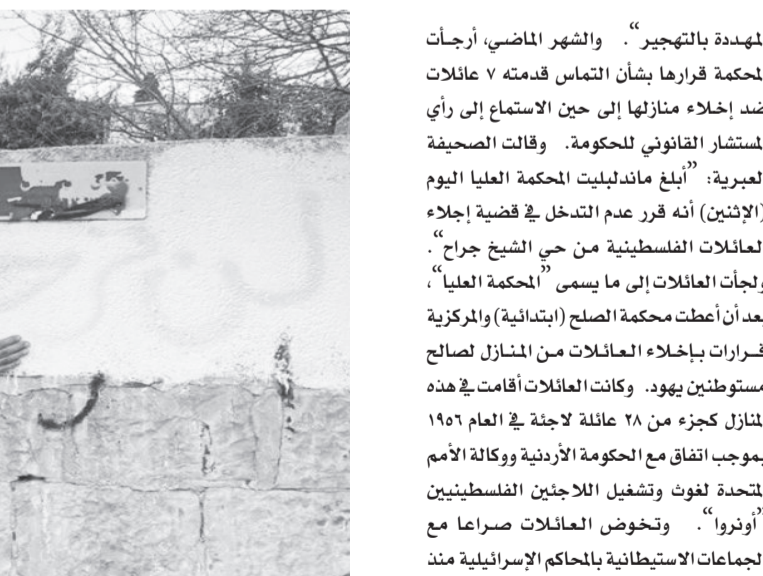 المهددة بالتهجير“. والشهر الماضي، أرجأت
المحكمة قرارها بشأن التماس قدمته ٧ عائلات
ضد إخلاء منازلها إلى حين الاستماع إلى رأي
المستشار القانوني للحكومة. وقالت الصحيفة
العبرية: ”أبلغ ماندلبليت المحكمة العليا اليوم
(الإثنين) أنه قرر عدم التدخل في قضية إجلاء
العائلات الفلسطينية من حي الشيخ جراح“.
ولجأت العائلات إلى ما يسمى ”المحكمة العليا“،
بعد أن أعطت محكمة الصلح (ابتدائية) والمركزية
قرارات بإخلاء العائلات من المنازل لصالح
مستوطنين يهود. وكانت العائلات أقامت في هذه
المنازل كجزء من ٢٨ عائلة لاجئة في العام ١٩٥٦
بموجب اتفاق مع الحكومة الأردنية ووكالة الأمم
المتحدة لغوث وتشغيل اللاجئين الفلسطينيين
”أونروا“. وتخوض العائلات صراعا مع
الجماعات الاستيطانية بالمحاكم الإسرائيلية منذ